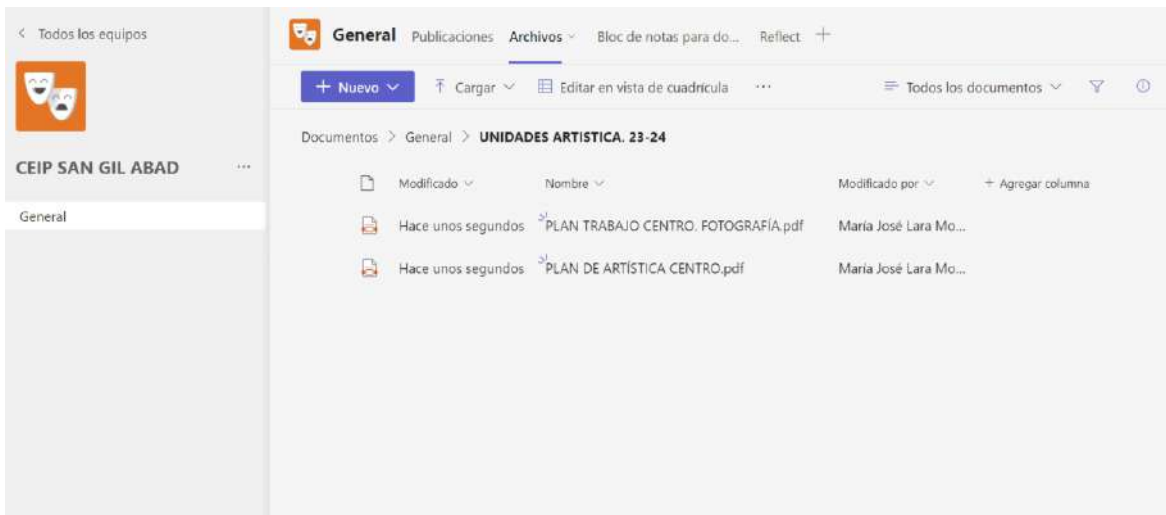 Todos los equipos
CEIP SAN GIL ABAD ...
General
General Publicaciones Archivos Bloc de notas para do... Reflect +
+ Nuevo Cargar Editar en vista de cuadrícula ... Todos los documentos
Documentos > General > UNIDADES ARTISTICA. 23-24
Modificado Nombre Modificado por + Agregar columna
Hace unos segundos PLAN TRABAJO CENTRO. FOTOGRAFÍA.pdf María José Lara Mo...
Hace unos segundos PLAN DE ARTÍSTICA CENTRO.pdf María José Lara Mo...